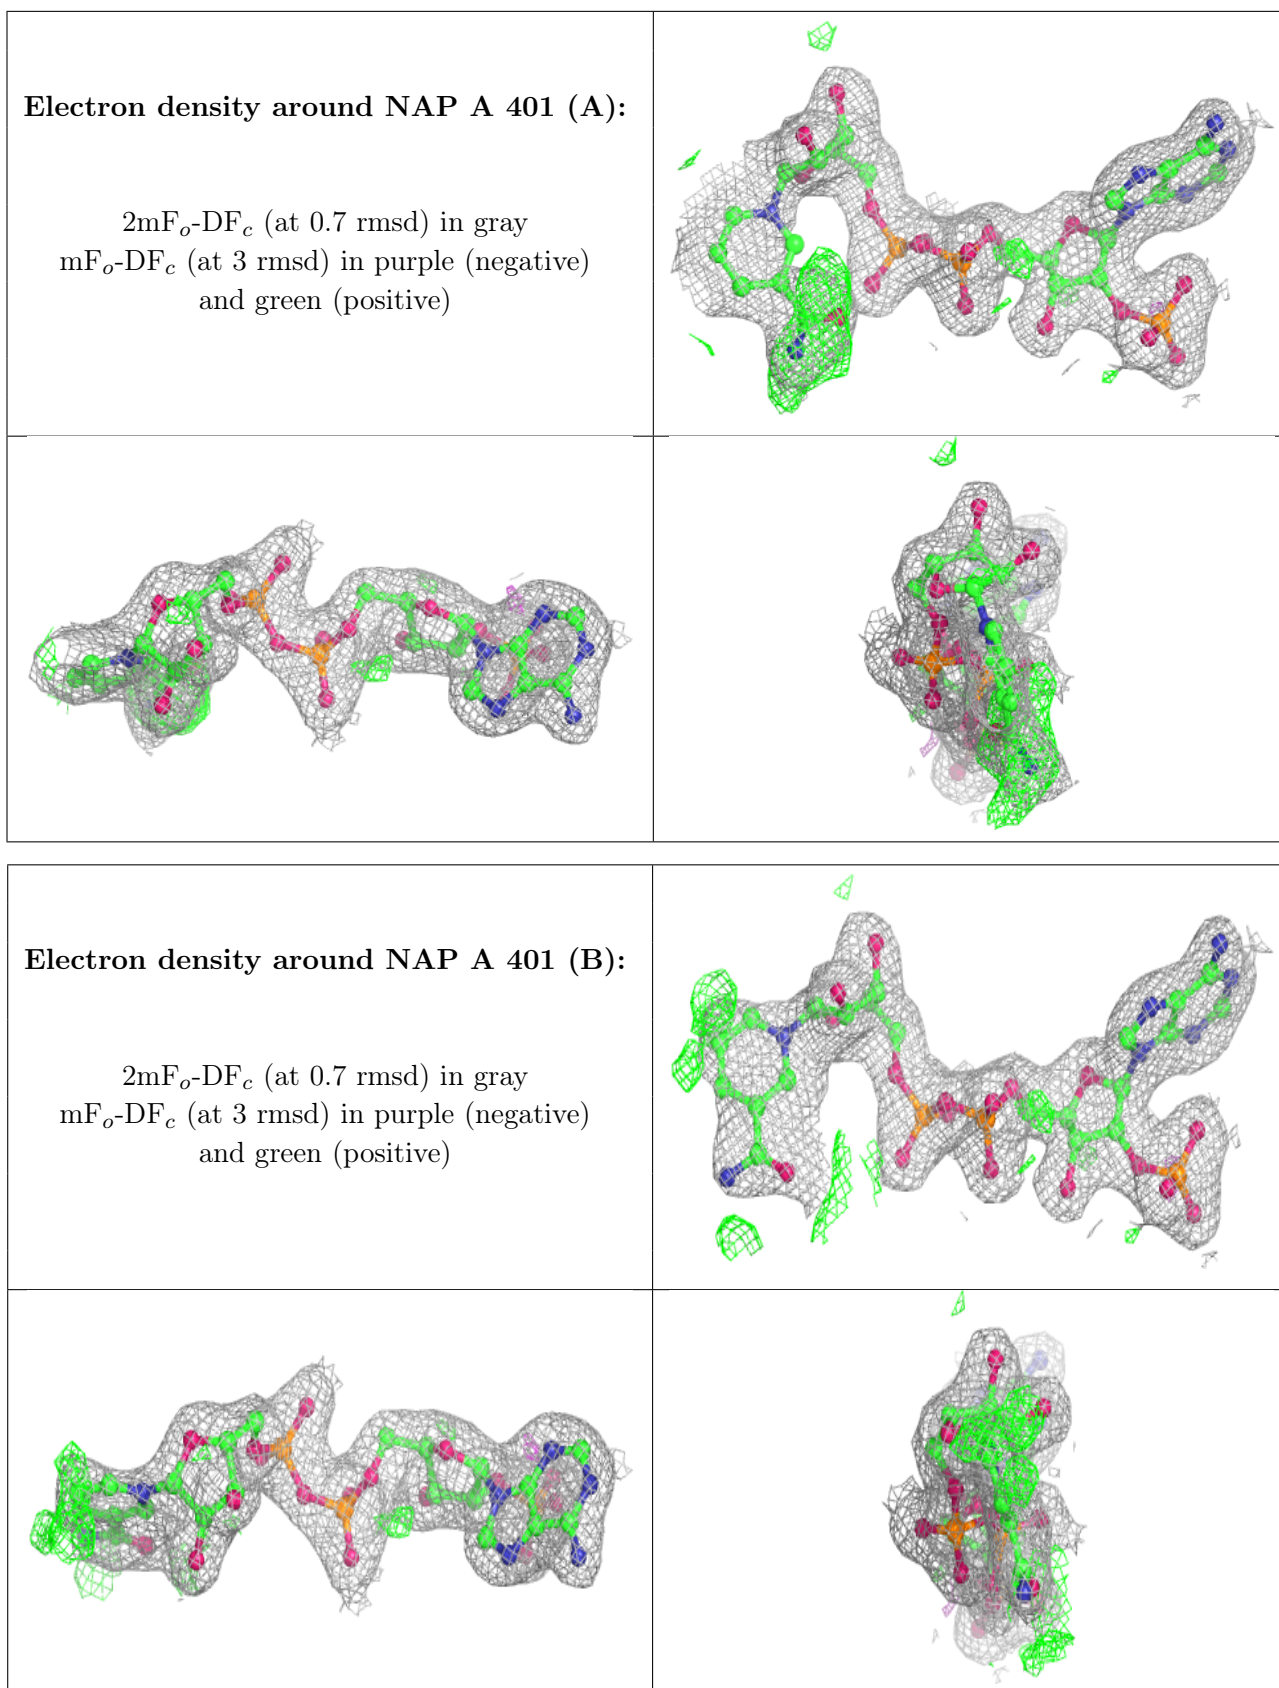 Electron density around NAP A 401 (A):
2mFo-DFc (at 0.7 rmsd) in gray
mFo-DFc (at 3 rmsd) in purple (negative)
and green (positive)
Electron density around NAP A 401 (B):
2mFo-DFc (at 0.7 rmsd) in gray
mFo-DFc (at 3 rmsd) in purple (negative)
and green (positive)